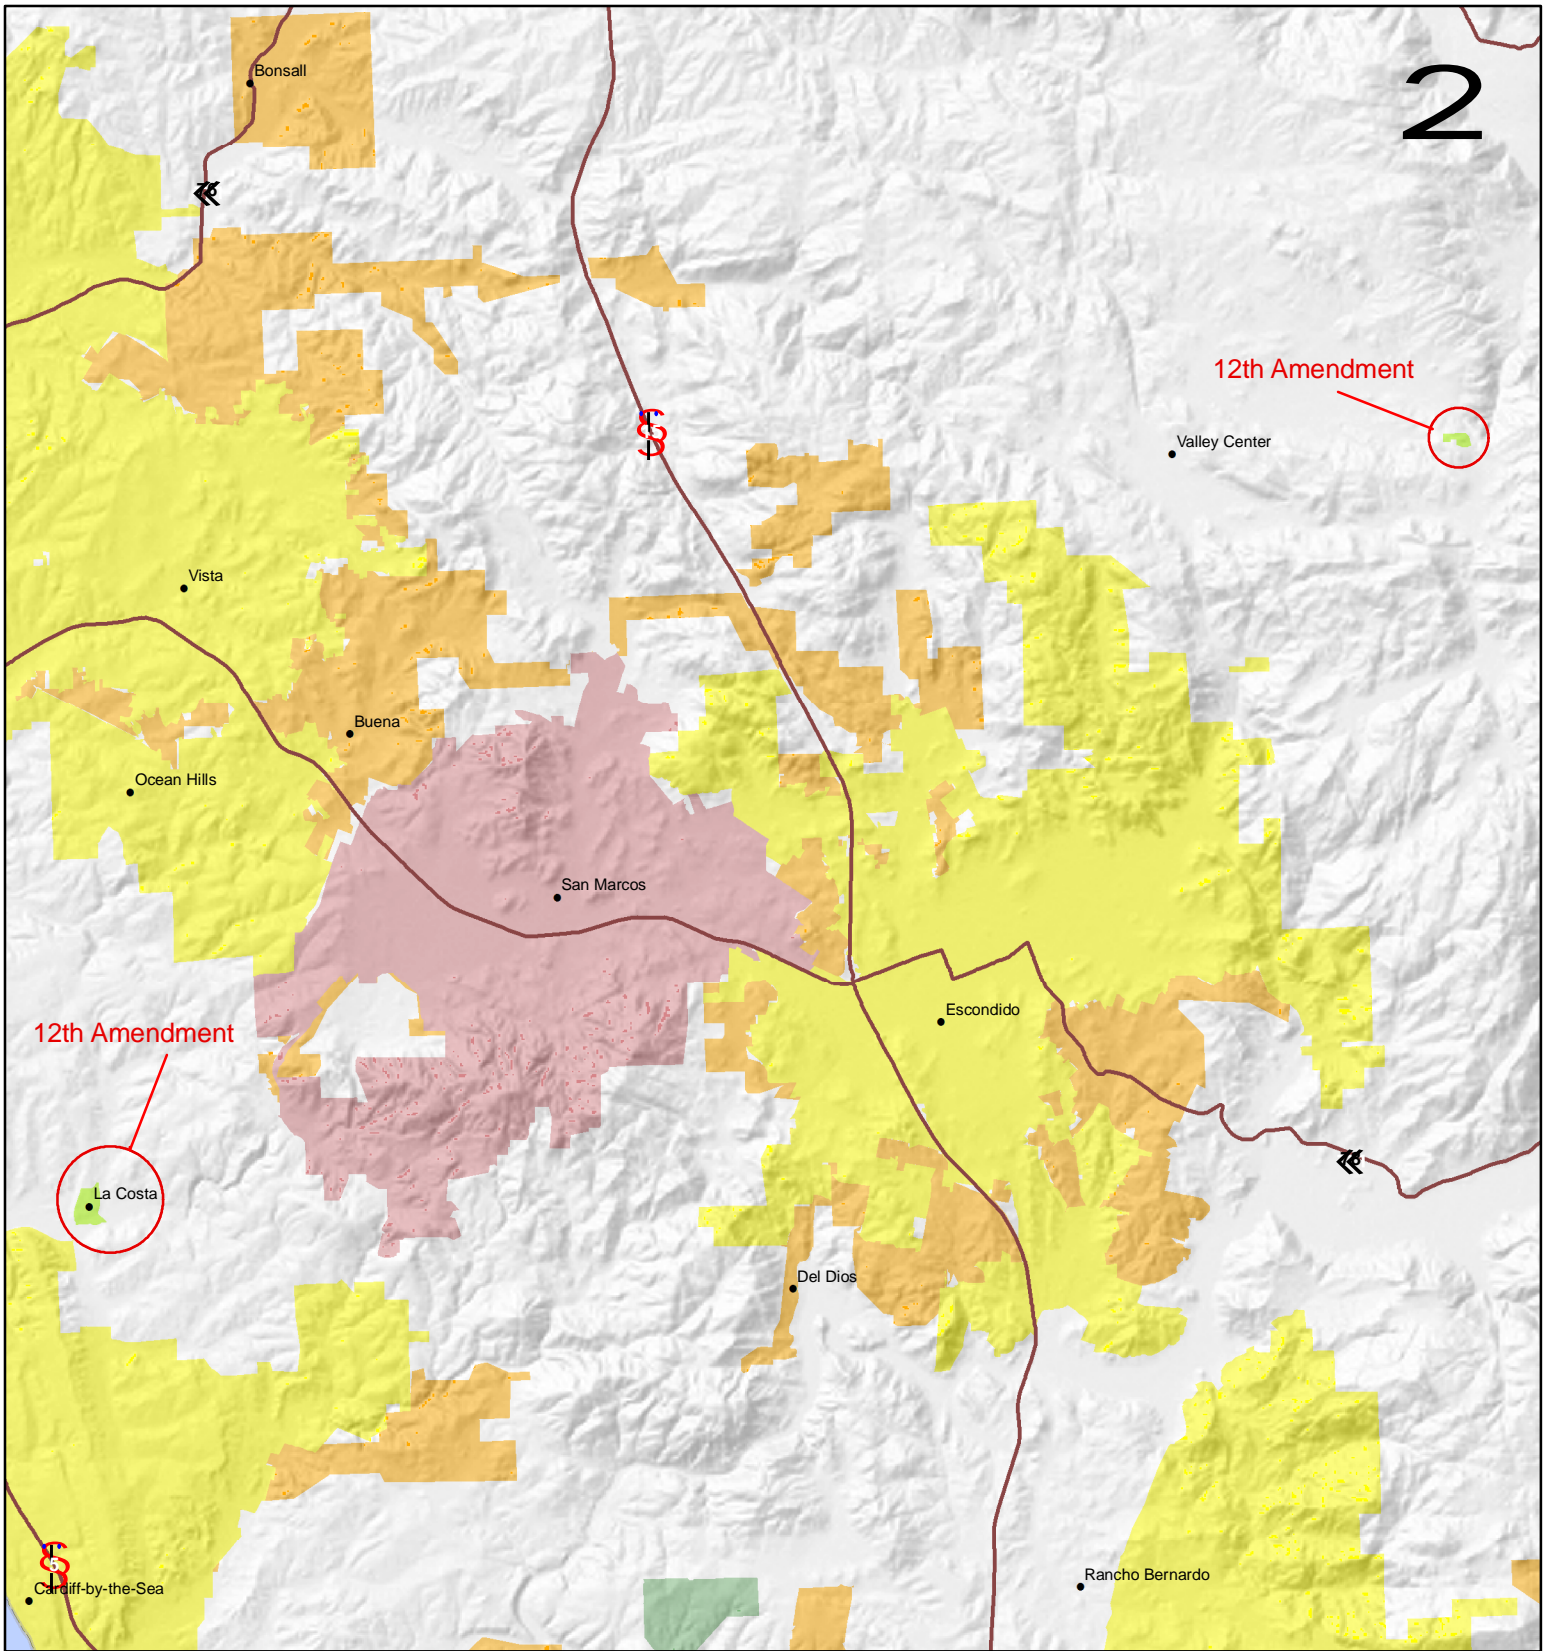 Bonsall
2
12th Amendment
Valley Center
Vista
Buena
Ocean Hills
San Marcos
Escondido
12th Amendment
La Costa
Del Dios
Rancho Bernardo
Cardiff-by-the-Sea